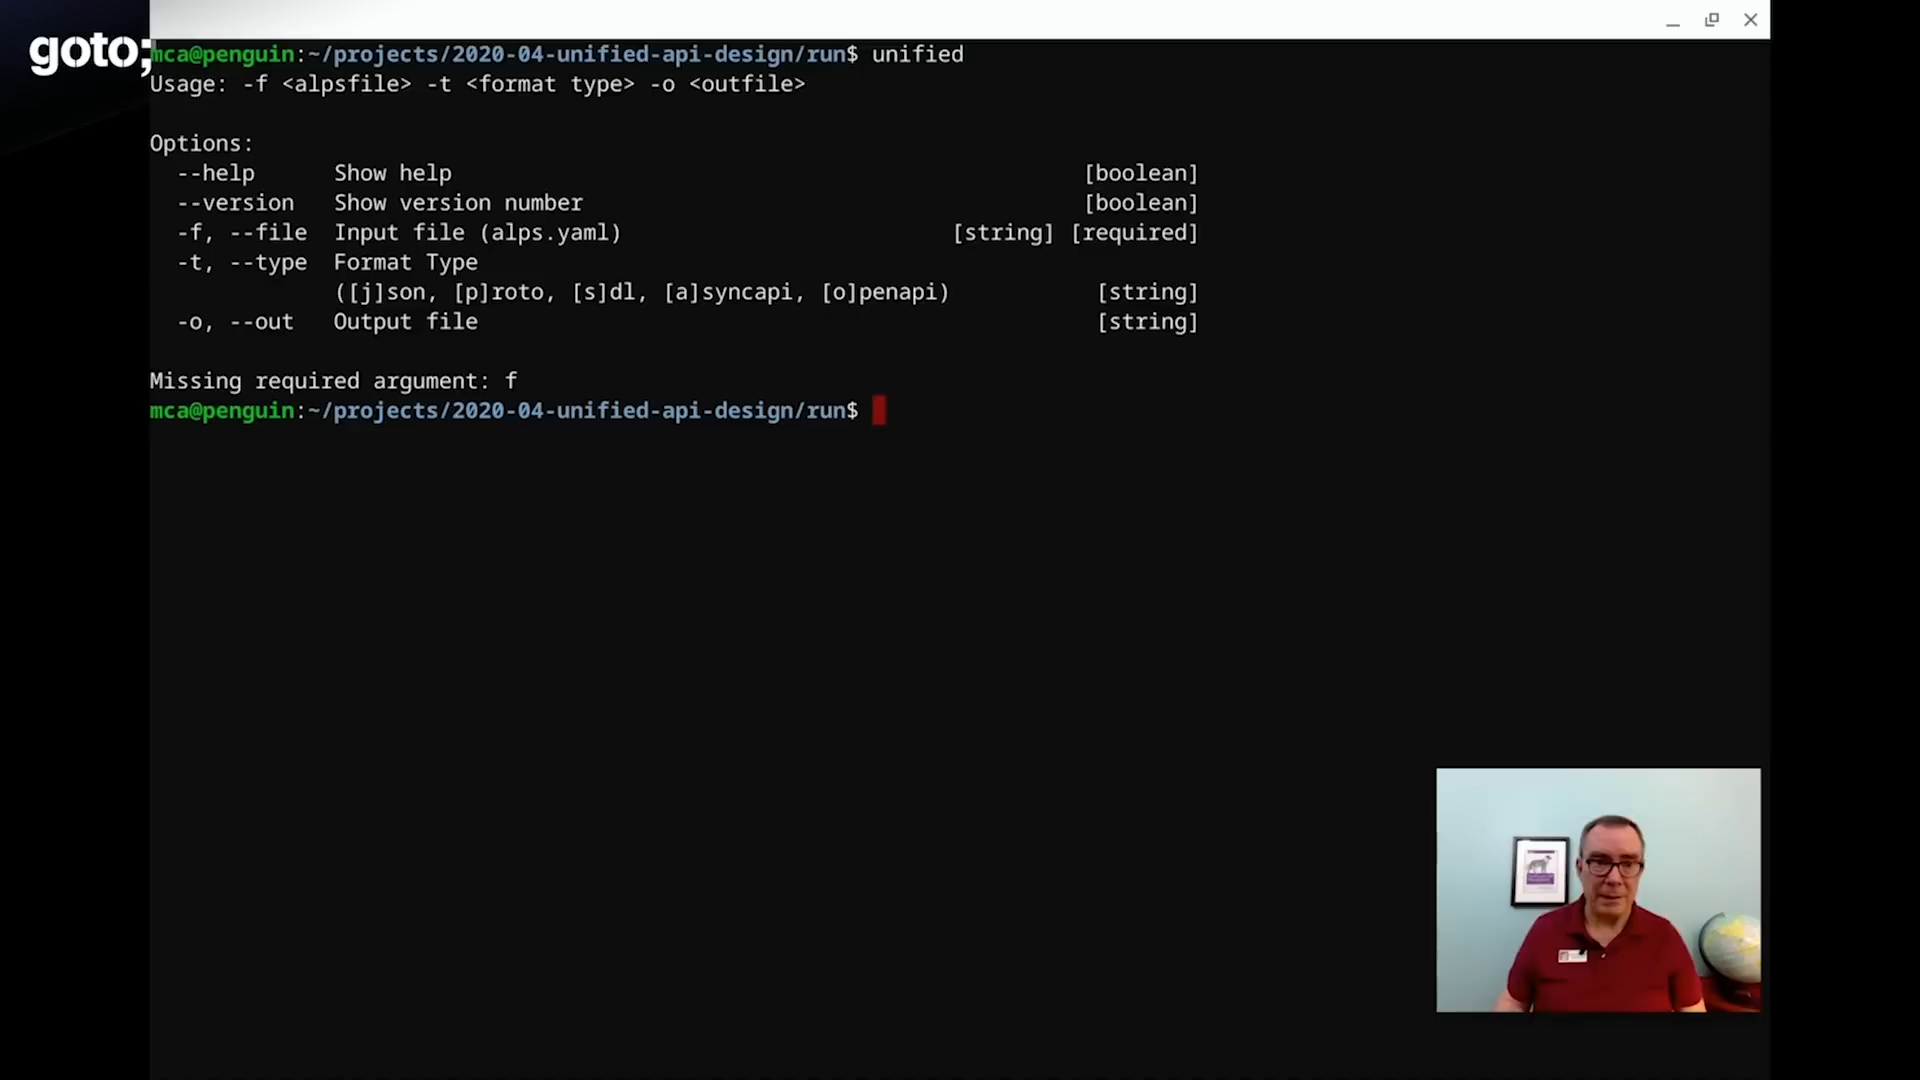 goto;
mca@penguin:~/projects/2020-04-unified-api-design/run$ unified
Usage: -f <alpsfile> -t <format type> -o <outfile>
Options:
--help Show help [boolean]
--version Show version number [boolean]
-f, --file Input file (alps.yaml) [string] [required]
-t, --type Format Type
([j]son, [p]roto, [s]dl, [a]syncapi, [o]penapi) [string]
-o, --out Output file [string]
Missing required argument: f
mca@penguin:~/projects/2020-04-unified-api-design/run$